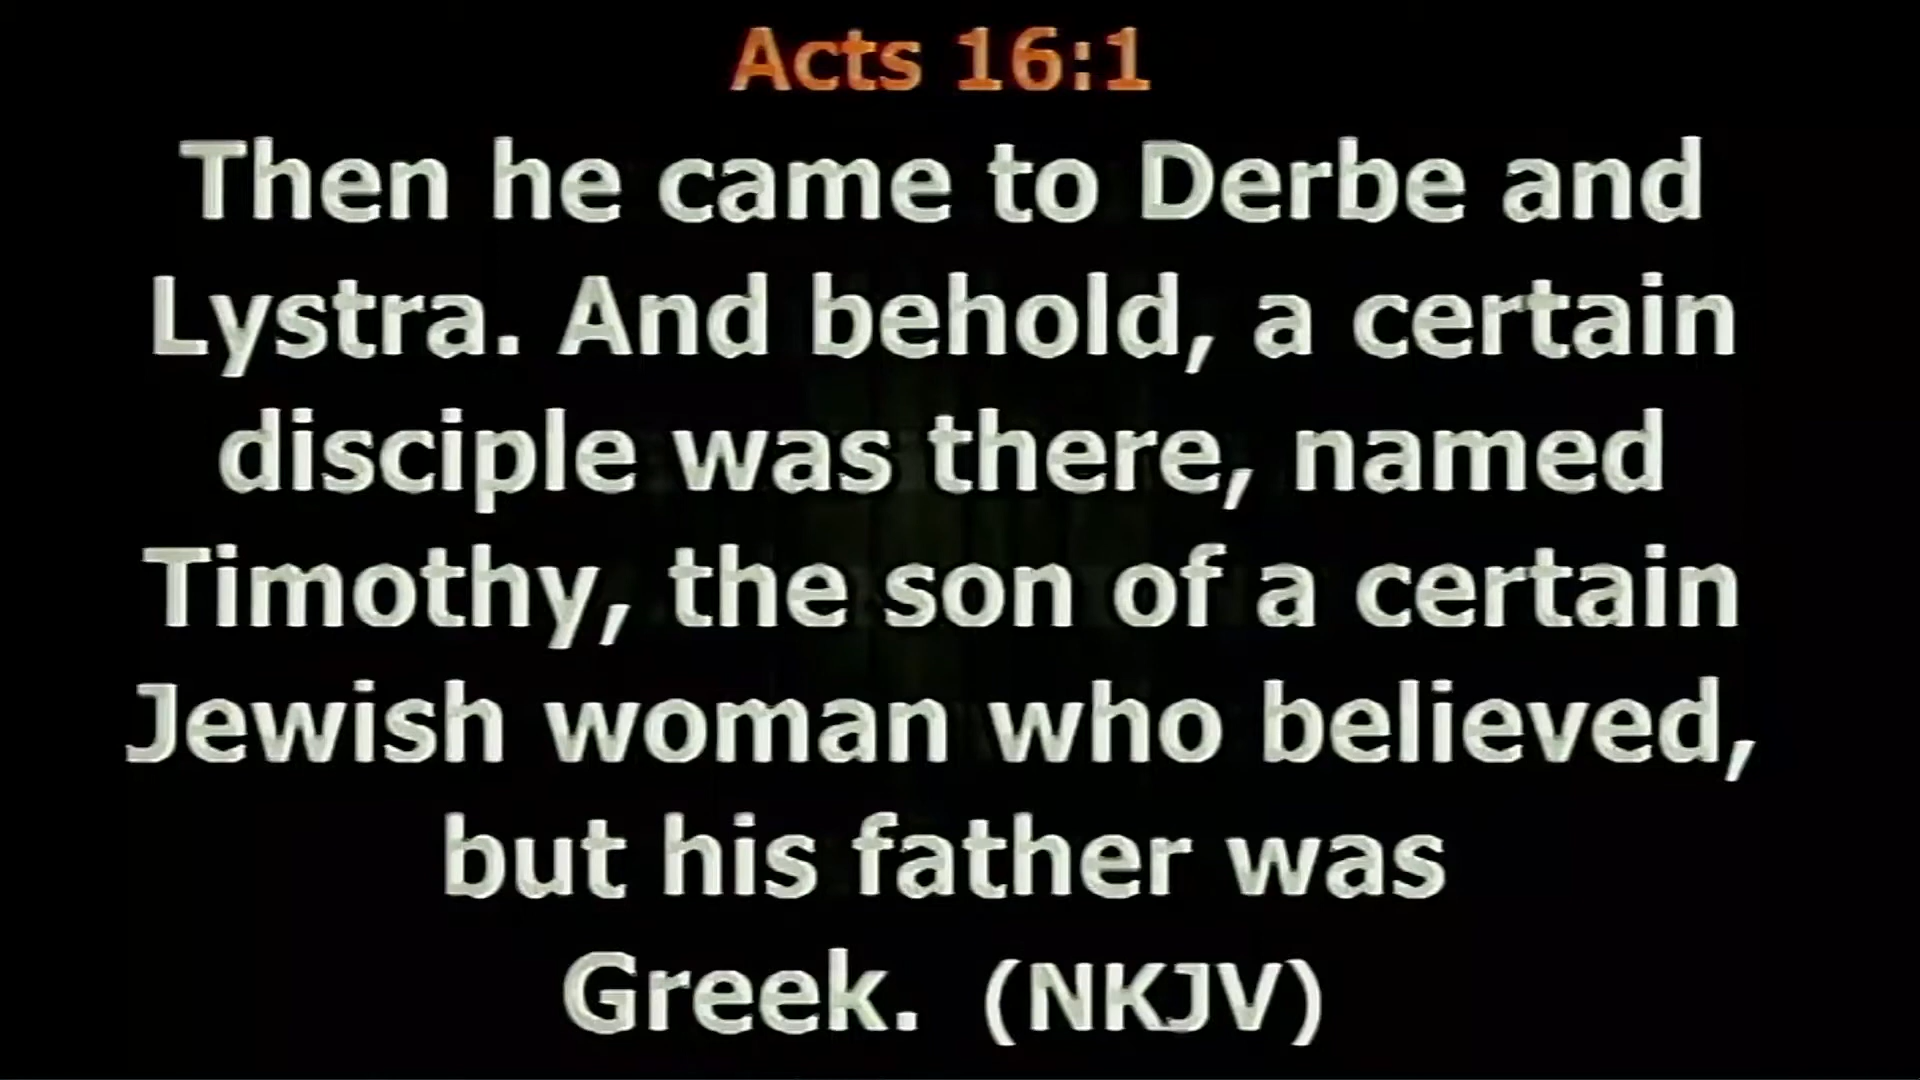 Acts 16:1
Then he came to Derbe and
Lystra. And behold, a certain
disciple was there, named
Timothy, the son of a certain
Jewish woman who believed,
but his father was
Greek. (NKJV)